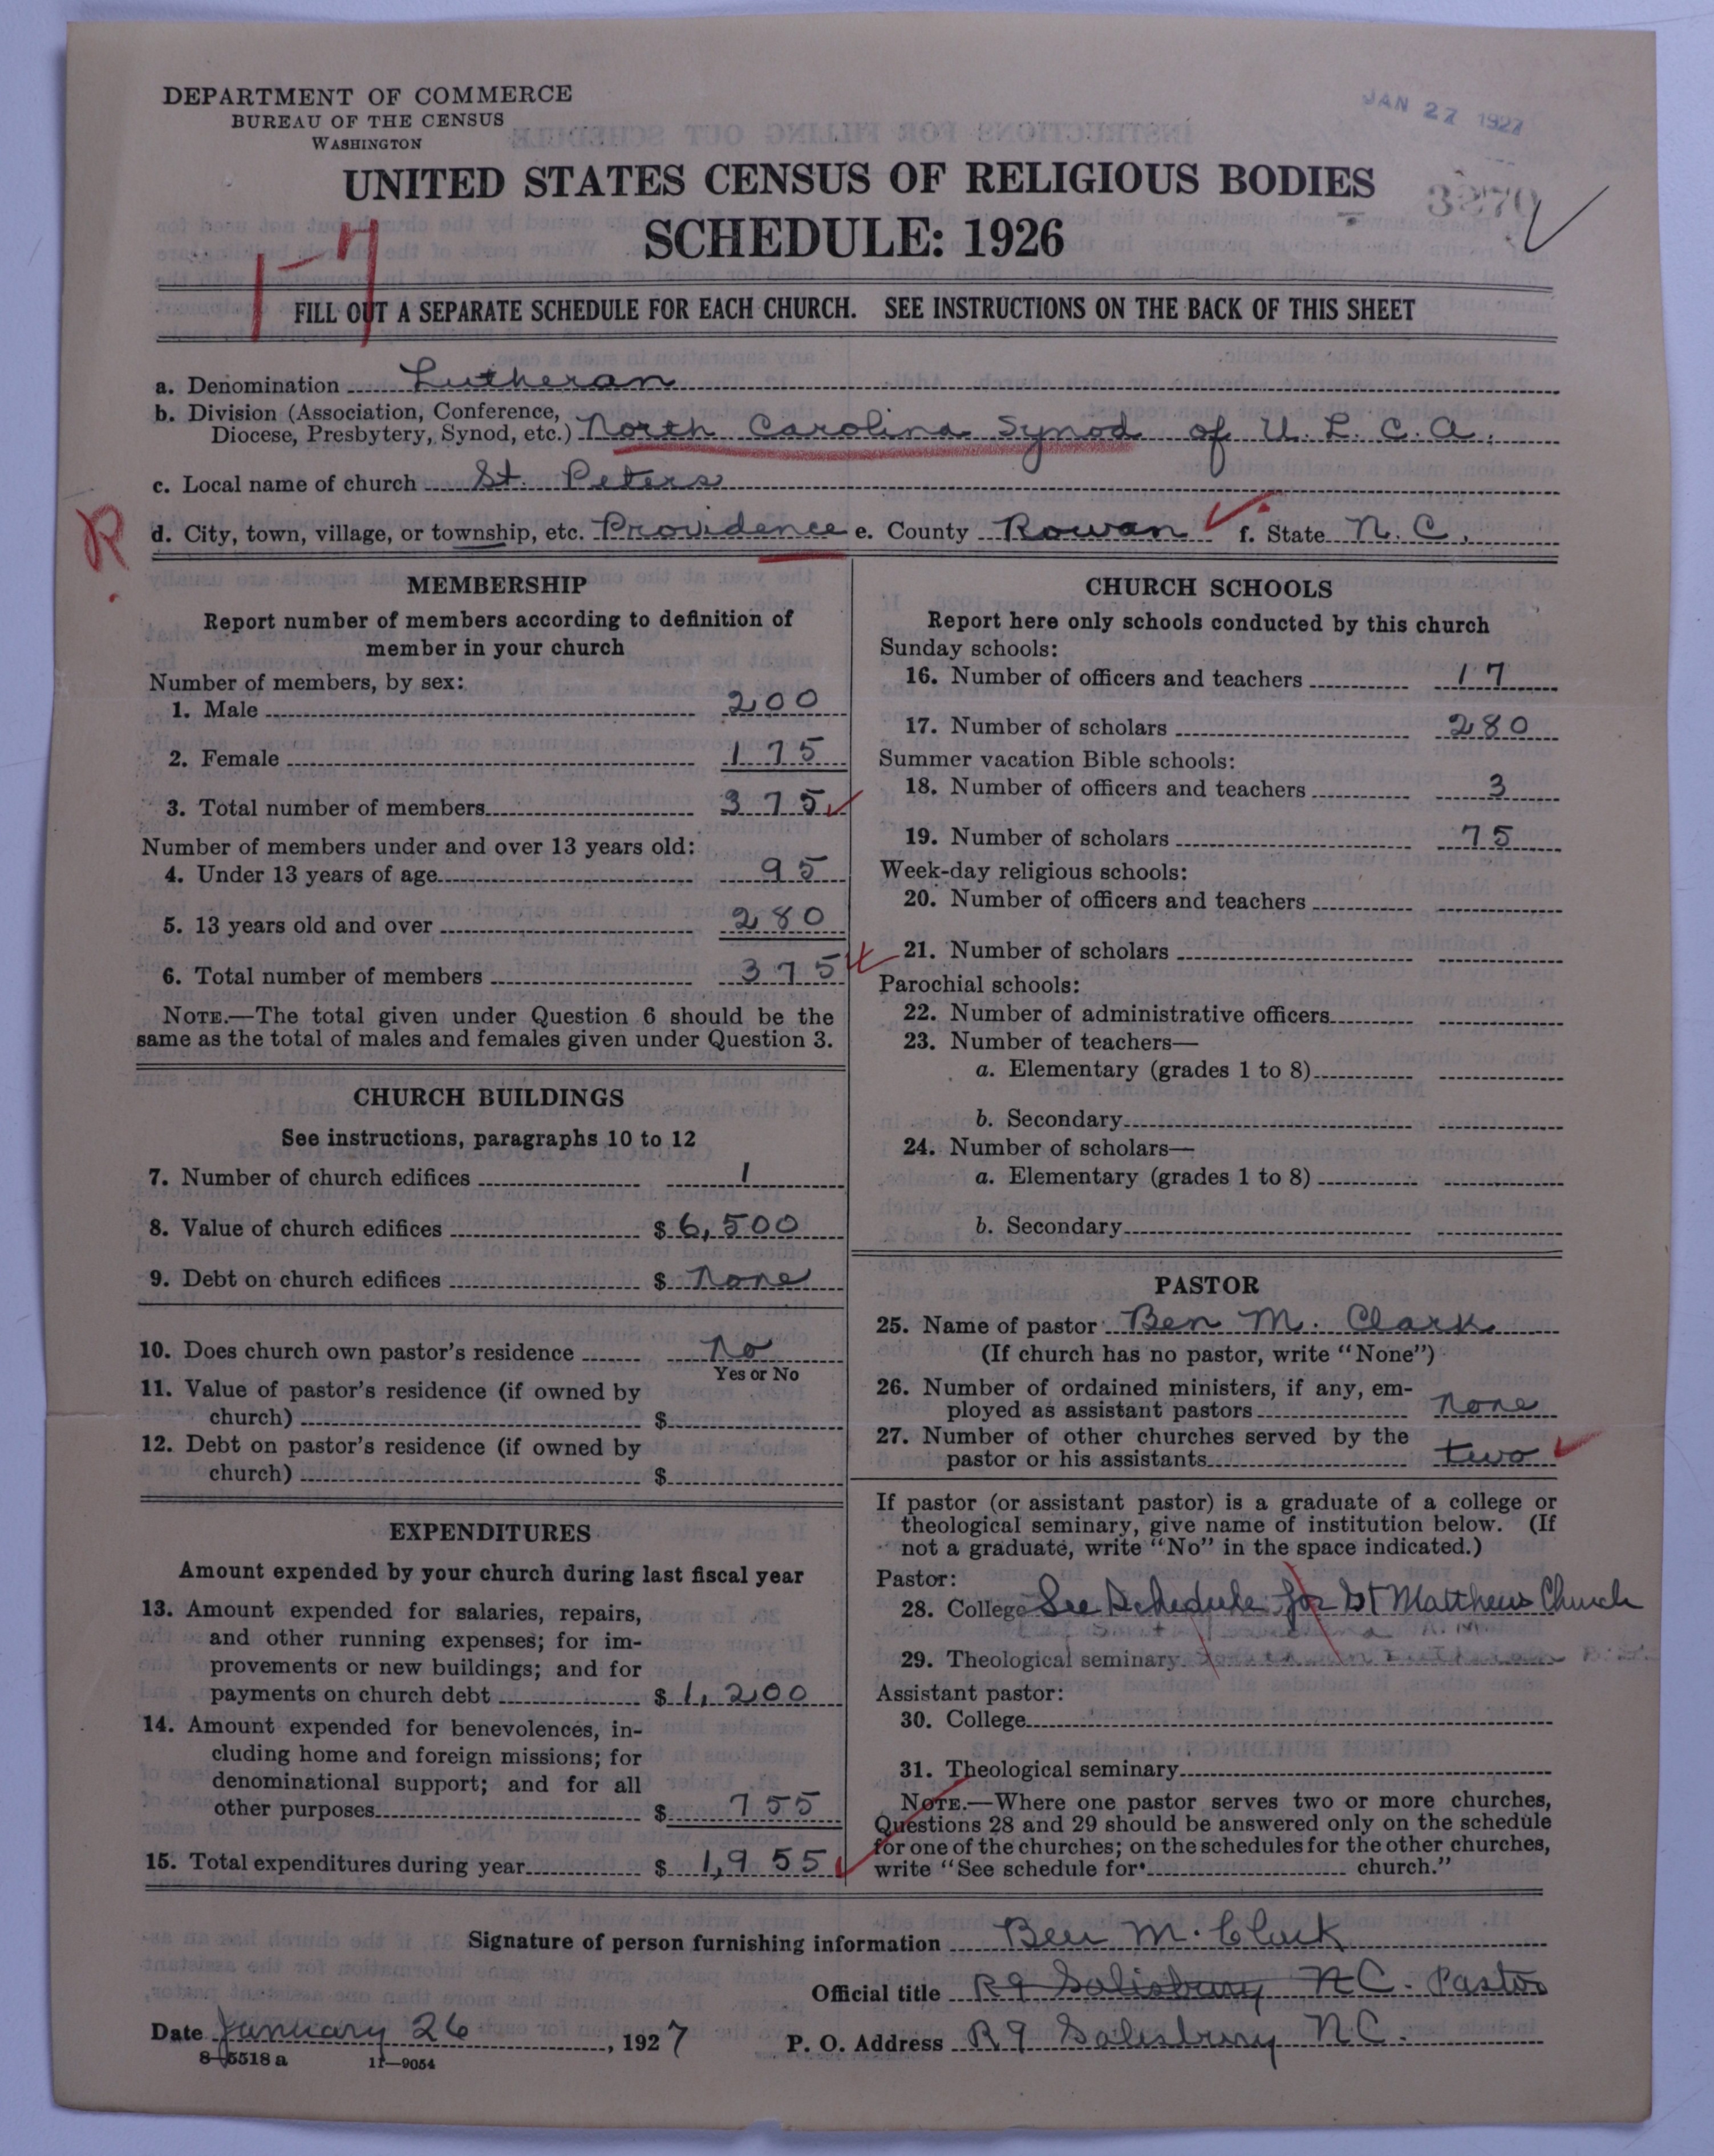 DEPARTMENT OF COMMERCE
BUREAU OF THE CENSUS
WASHINGTON
JAN 27 1927
UNITED STATES CENSUS OF RELIGIOUS BODIES
SCHEDULE: 1926
3270
1-7
FILL OUT A SEPARATE SCHEDULE FOR EACH CHURCH. SEE INSTRUCTIONS ON THE BACK OF THIS SHEET
a. Denomination Lutheran
b. Division (Association, Conference,
Diocese, Presbytery, Synod, etc.) North Carolina Synod of U. L. C. A.
c. Local name of church St. Peters
R
d. City, town, village, or township, etc. Providence e. County Rowan f. State N. C.
MEMBERSHIP
Report number of members according to definition of
member in your church
Number of members, by sex:
1. Male 200
2. Female 175
3. Total number of members 375
Number of members under and over 13 years old:
4. Under 13 years of age 95
5. 13 years old and over 280
6. Total number of members 375
NOTE.—The total given under Question 6 should be the
same as the total of males and females given under Question 3.
CHURCH BUILDINGS
See instructions, paragraphs 10 to 12
7. Number of church edifices 1
8. Value of church edifices $ 6,500
9. Debt on church edifices $ None
10. Does church own pastor's residence No
Yes or No
11. Value of pastor's residence (if owned by
church) $
12. Debt on pastor's residence (if owned by
church) $
EXPENDITURES
Amount expended by your church during last fiscal year
13. Amount expended for salaries, repairs,
and other running expenses; for im-
provements or new buildings; and for
payments on church debt $ 1,200
14. Amount expended for benevolences, in-
cluding home and foreign missions; for
denominational support; and for all
other purposes $ 755
15. Total expenditures during year $ 1,955
CHURCH SCHOOLS
Report here only schools conducted by this church
Sunday schools:
16. Number of officers and teachers 17
17. Number of scholars 280
Summer vacation Bible schools:
18. Number of officers and teachers 3
19. Number of scholars 75
Week-day religious schools:
20. Number of officers and teachers
21. Number of scholars
Parochial schools:
22. Number of administrative officers
23. Number of teachers—
a. Elementary (grades 1 to 8)
b. Secondary
24. Number of scholars—
a. Elementary (grades 1 to 8)
b. Secondary
PASTOR
25. Name of pastor Ben M. Clark
(If church has no pastor, write "None")
26. Number of ordained ministers, if any, em-
ployed as assistant pastors None
27. Number of other churches served by the
pastor or his assistants two
If pastor (or assistant pastor) is a graduate of a college or
theological seminary, give name of institution below. (If
not a graduate, write "No" in the space indicated.)
Pastor:
28. College See Schedule for St Matthews Church
A. M
29. Theological seminary
Assistant pastor:
30. College
31. Theological seminary
NOTE.—Where one pastor serves two or more churches,
Questions 28 and 29 should be answered only on the schedule
for one of the churches; on the schedules for the other churches,
write "See schedule for church."
Signature of person furnishing information Ben M. Clark
Official title R9 Salisbury N C. Pastor
Date January 26, 1927 P. O. Address R9 Salisbury N C.
8-5518 a 11-9054